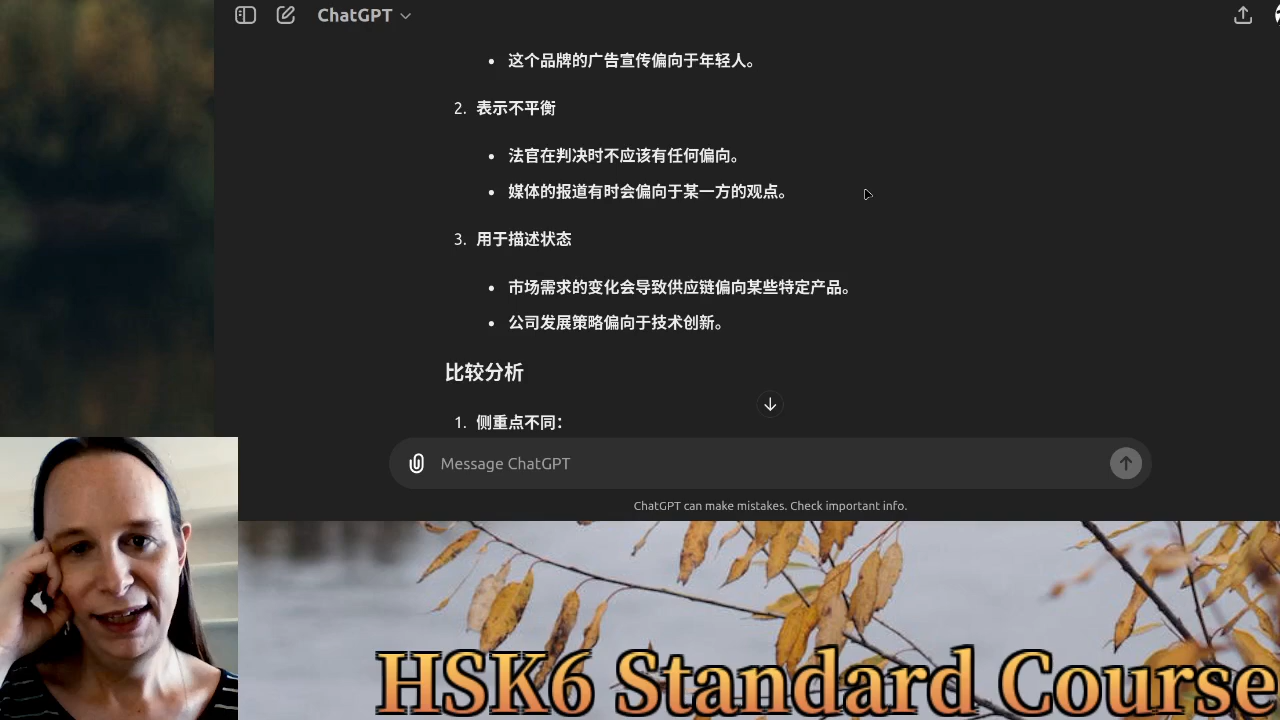 ChatGPT
• 这个品牌的广告宣传偏向于年轻人。
2. 表示不平衡
• 法官在判决时不应该有任何偏向。
• 媒体的报道有时会偏向于某一方的观点。
3. 用于描述状态
• 市场需求的变化会导致供应链偏向某些特定产品。
• 公司发展策略偏向于技术创新。
比较分析
1. 侧重点不同：
Message ChatGPT
ChatGPT can make mistakes. Check important info.
HSK6 Standard Course